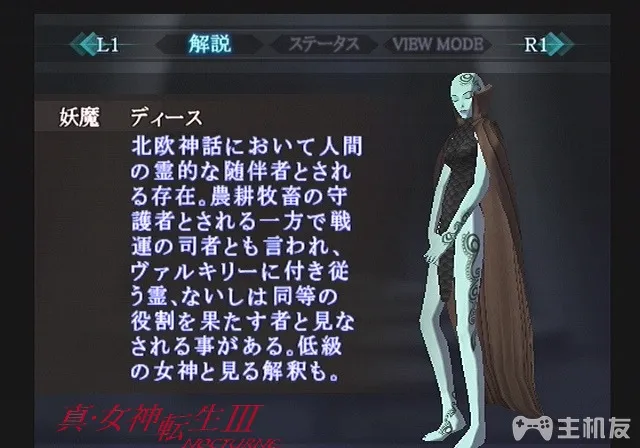 L1 解説 ステータス VIEW MODE R1
妖魔 ディース
北欧神話において人間
の霊的な随伴者とされ
る存在。農耕牧畜の守
護者とされる一方で戦
運の司者とも言われ、
ヴァルキリーに付き従
う霊、ないしは同等の
役割を果たす者と見な
される事がある。低級
の女神と見る解釈も。
真・女神転生III
NOCTURNE
主机友